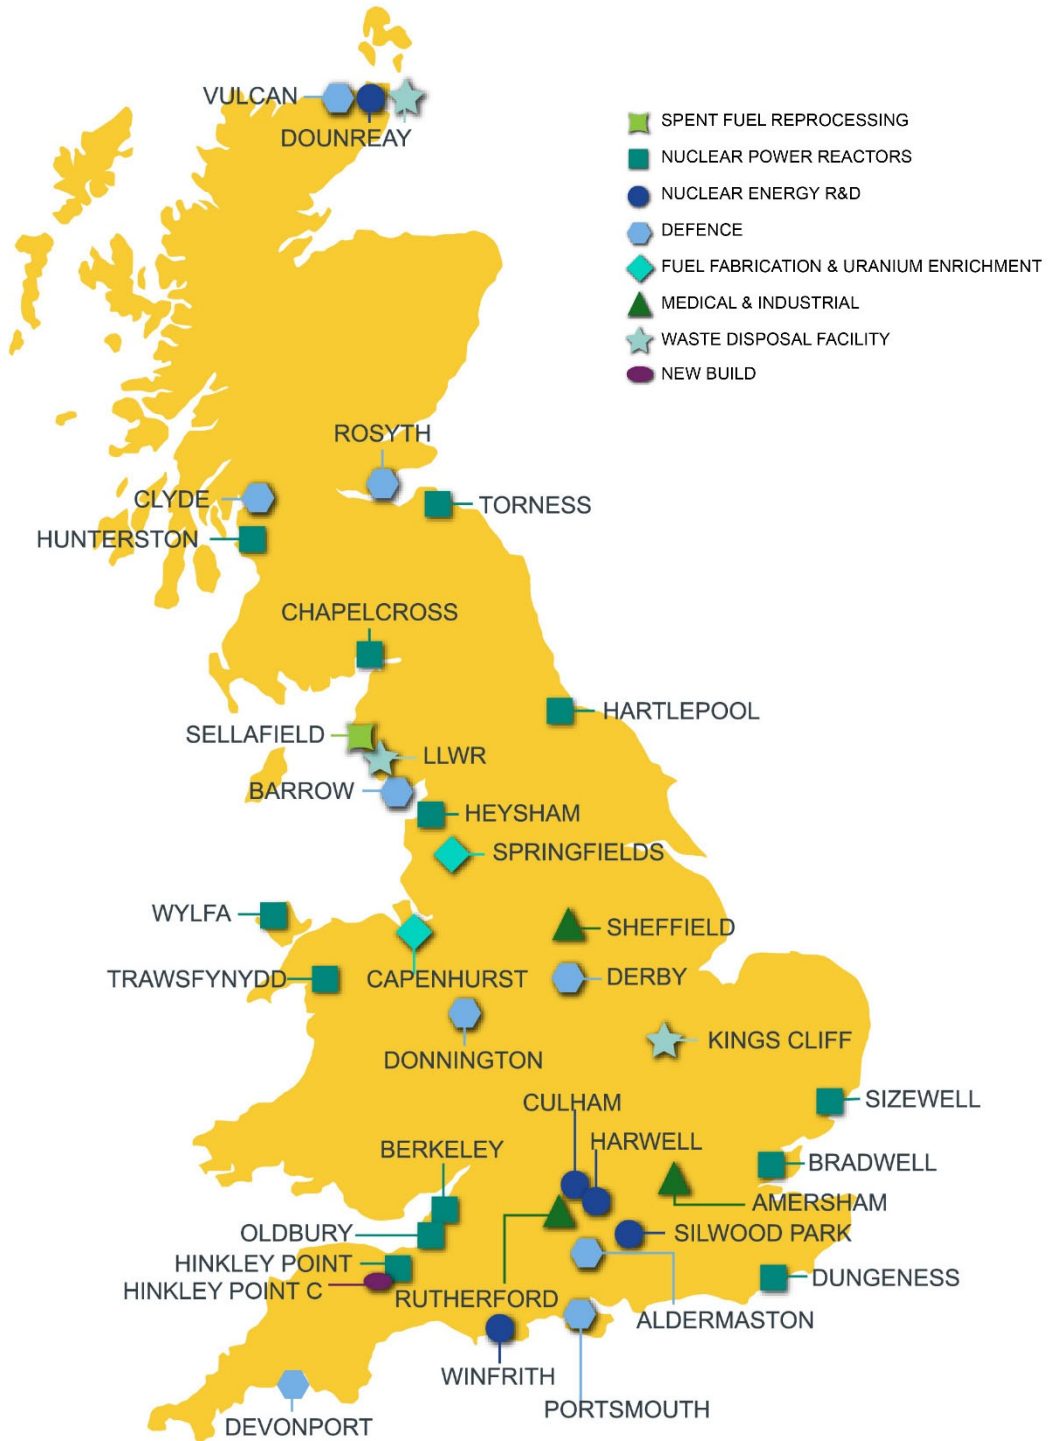 VULCAN
DOUNREAY
SPENT FUEL REPROCESSING
NUCLEAR POWER REACTORS
NUCLEAR ENERGY R&D
DEFENCE
FUEL FABRICATION & URANIUM ENRICHMENT
MEDICAL & INDUSTRIAL
WASTE DISPOSAL FACILITY
NEW BUILD
ROSYTH
CLYDE
TORNESS
HUNTERSTON
CHAPELCROSS
HARTLEPOOL
SELLAFIELD
LLWR
BARROW
HEYSHAM
SPRINGFIELDS
WYLFA
SHEFFIELD
TRAWSFYNYDD
CAPENHURST
DERBY
DONNINGTON
KINGS CLIFF
CULHAM
SIZEWELL
HARWELL
BERKELEY
BRADWELL
AMERSHAM
OLDBURY
SILWOOD PARK
HINKLEY POINT
DUNGENESS
HINKLEY POINT C
RUTHERFORD
ALDERMASTON
WINFRITH
PORTSMOUTH
DEVONPORT